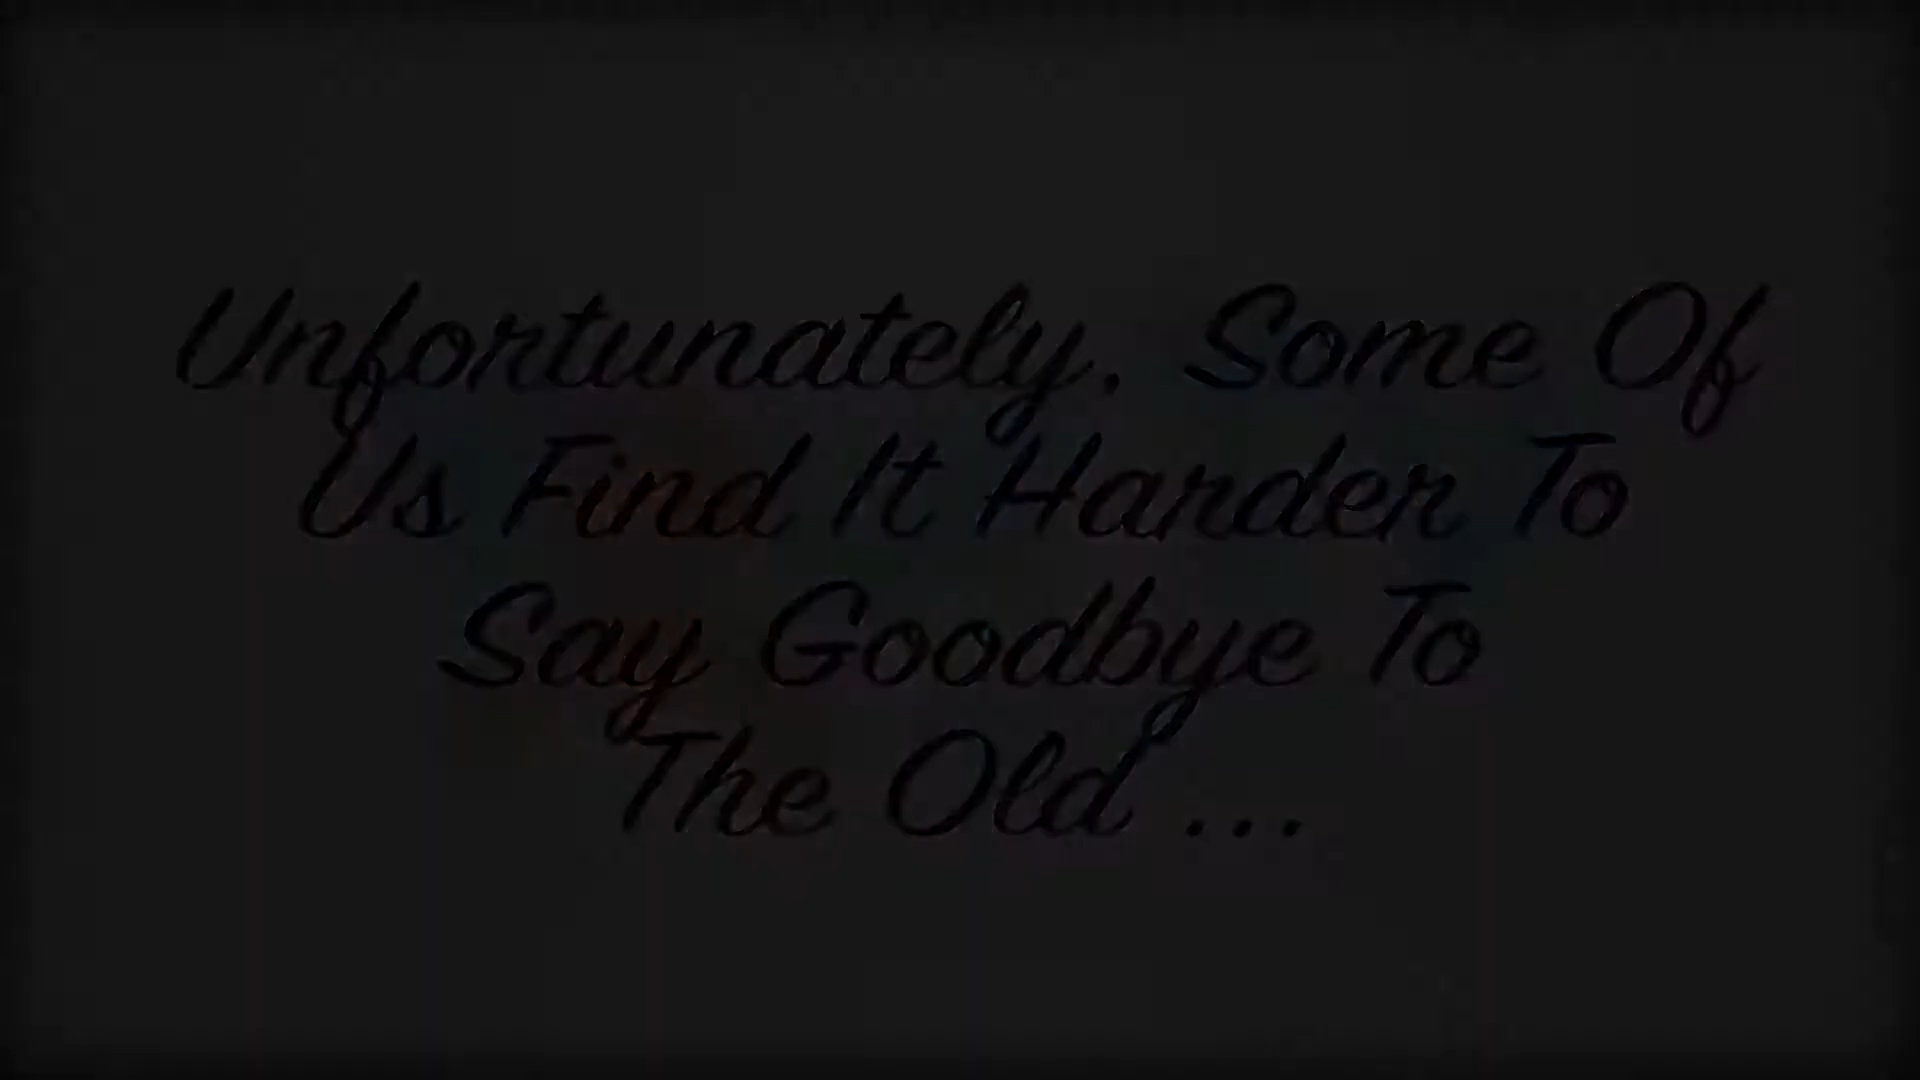 Unfortunately, Some Of
Us Find It Harder To
Say Goodbye To
The Old ...